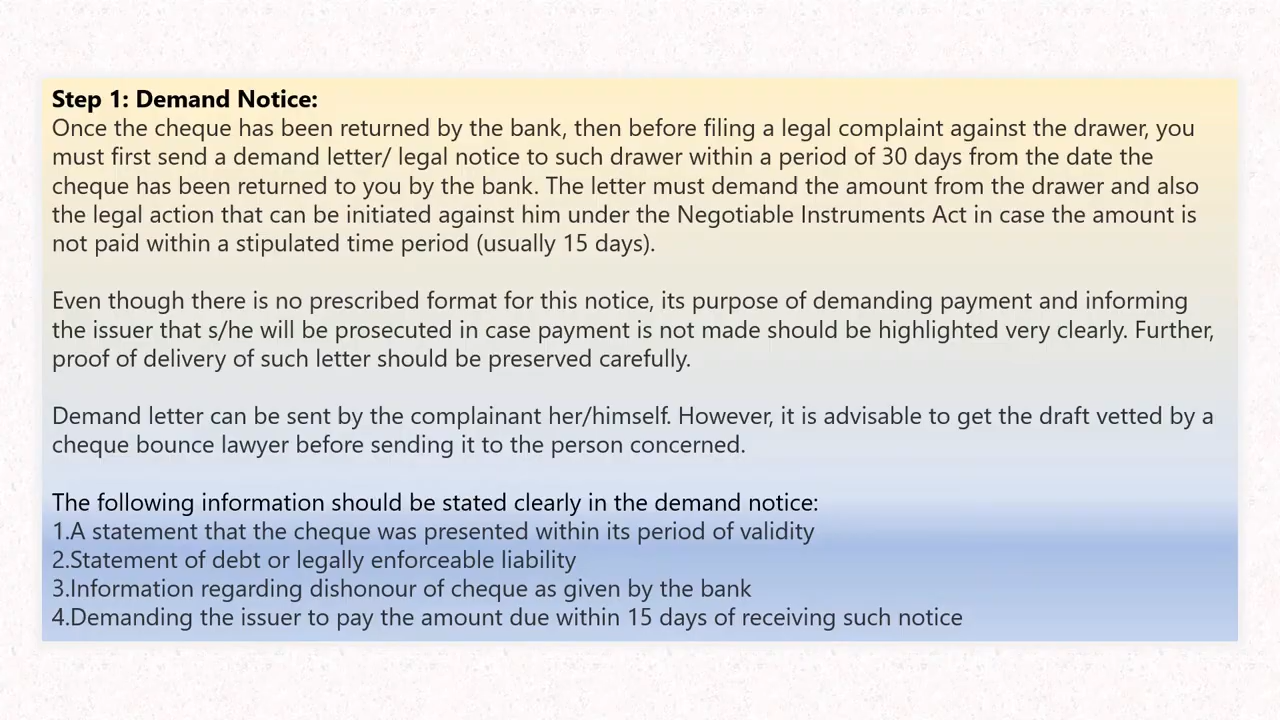 Step 1: Demand Notice:
Once the cheque has been returned by the bank, then before filing a legal complaint against the drawer, you
must first send a demand letter/ legal notice to such drawer within a period of 30 days from the date the
cheque has been returned to you by the bank. The letter must demand the amount from the drawer and also
the legal action that can be initiated against him under the Negotiable Instruments Act in case the amount is
not paid within a stipulated time period (usually 15 days).
Even though there is no prescribed format for this notice, its purpose of demanding payment and informing
the issuer that s/he will be prosecuted in case payment is not made should be highlighted very clearly. Further,
proof of delivery of such letter should be preserved carefully.
Demand letter can be sent by the complainant her/himself. However, it is advisable to get the draft vetted by a
cheque bounce lawyer before sending it to the person concerned.
The following information should be stated clearly in the demand notice:
1.A statement that the cheque was presented within its period of validity
2.Statement of debt or legally enforceable liability
3.Information regarding dishonour of cheque as given by the bank
4.Demanding the issuer to pay the amount due within 15 days of receiving such notice